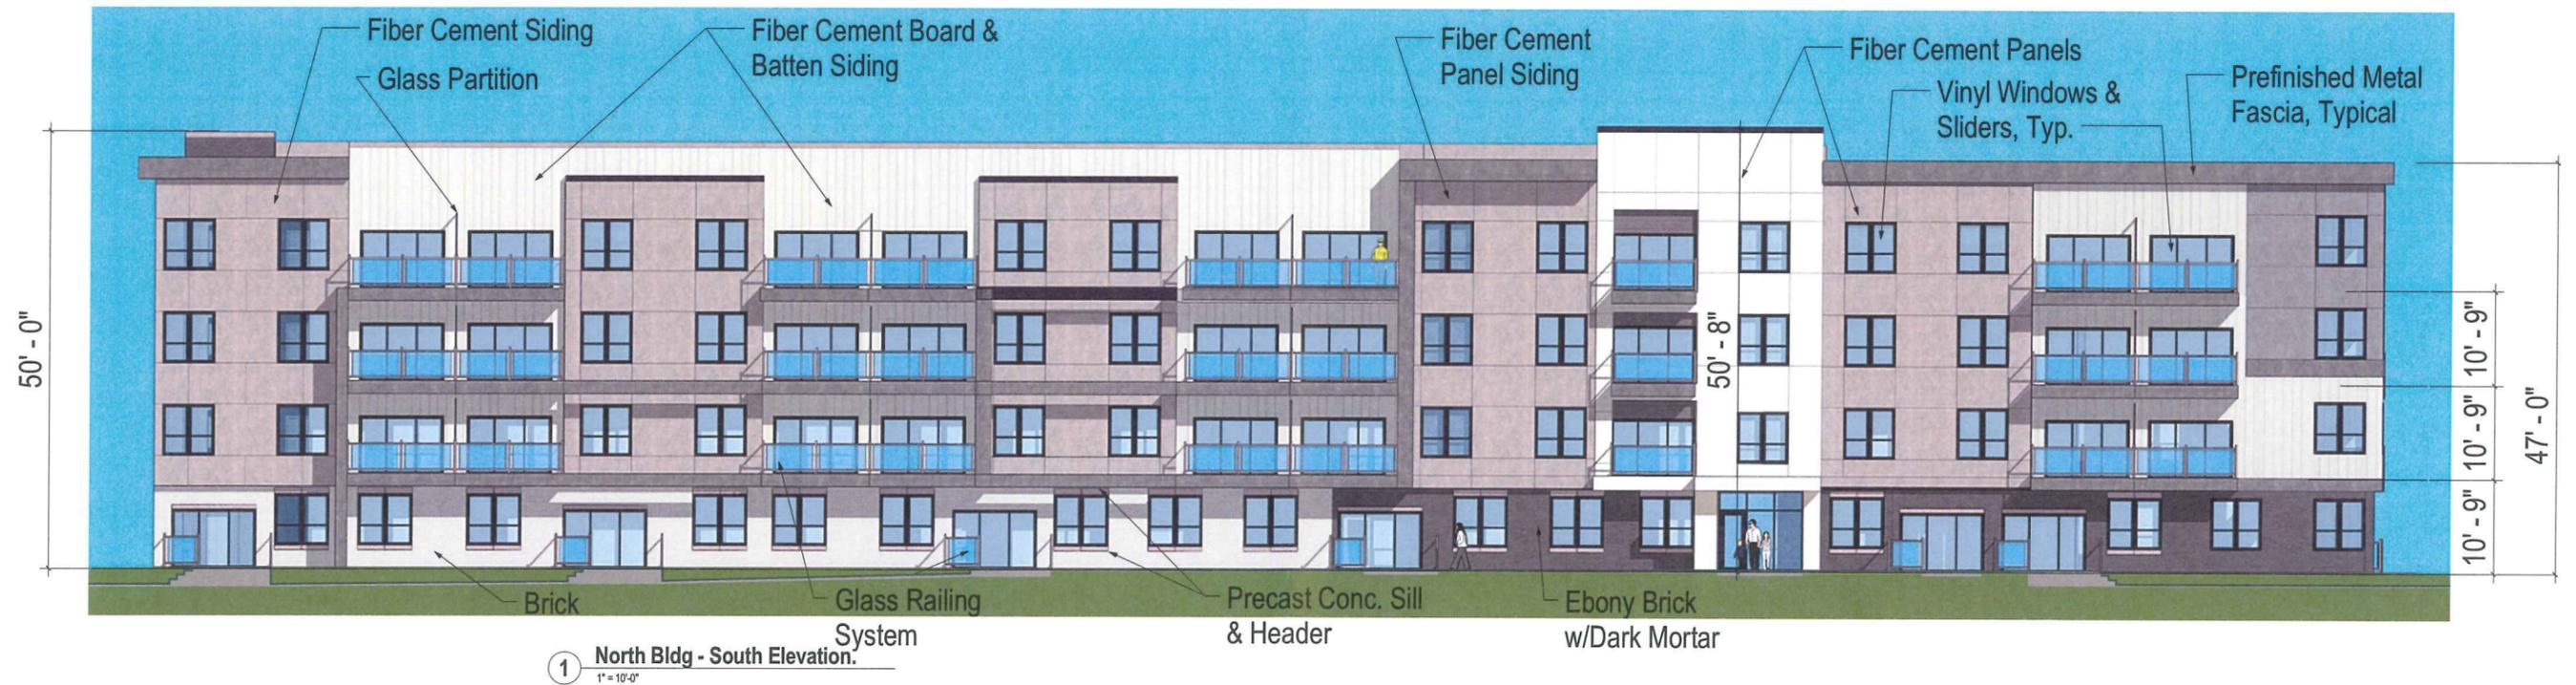 Fiber Cement Siding
Glass Partition
Fiber Cement Board &
Batten Siding
Fiber Cement
Panel Siding
Fiber Cement Panels
Vinyl Windows &
Sliders, Typ.
Prefinished Metal
Fascia, Typical
50' - 0"
50' - 8"
10' - 9"
10' - 9"
10' - 9"
47' - 0"
Brick
Glass Railing
System
Precast Conc. Sill
& Header
Ebony Brick
w/Dark Mortar
1
North Bldg - South Elevation.
1" = 10'-0"